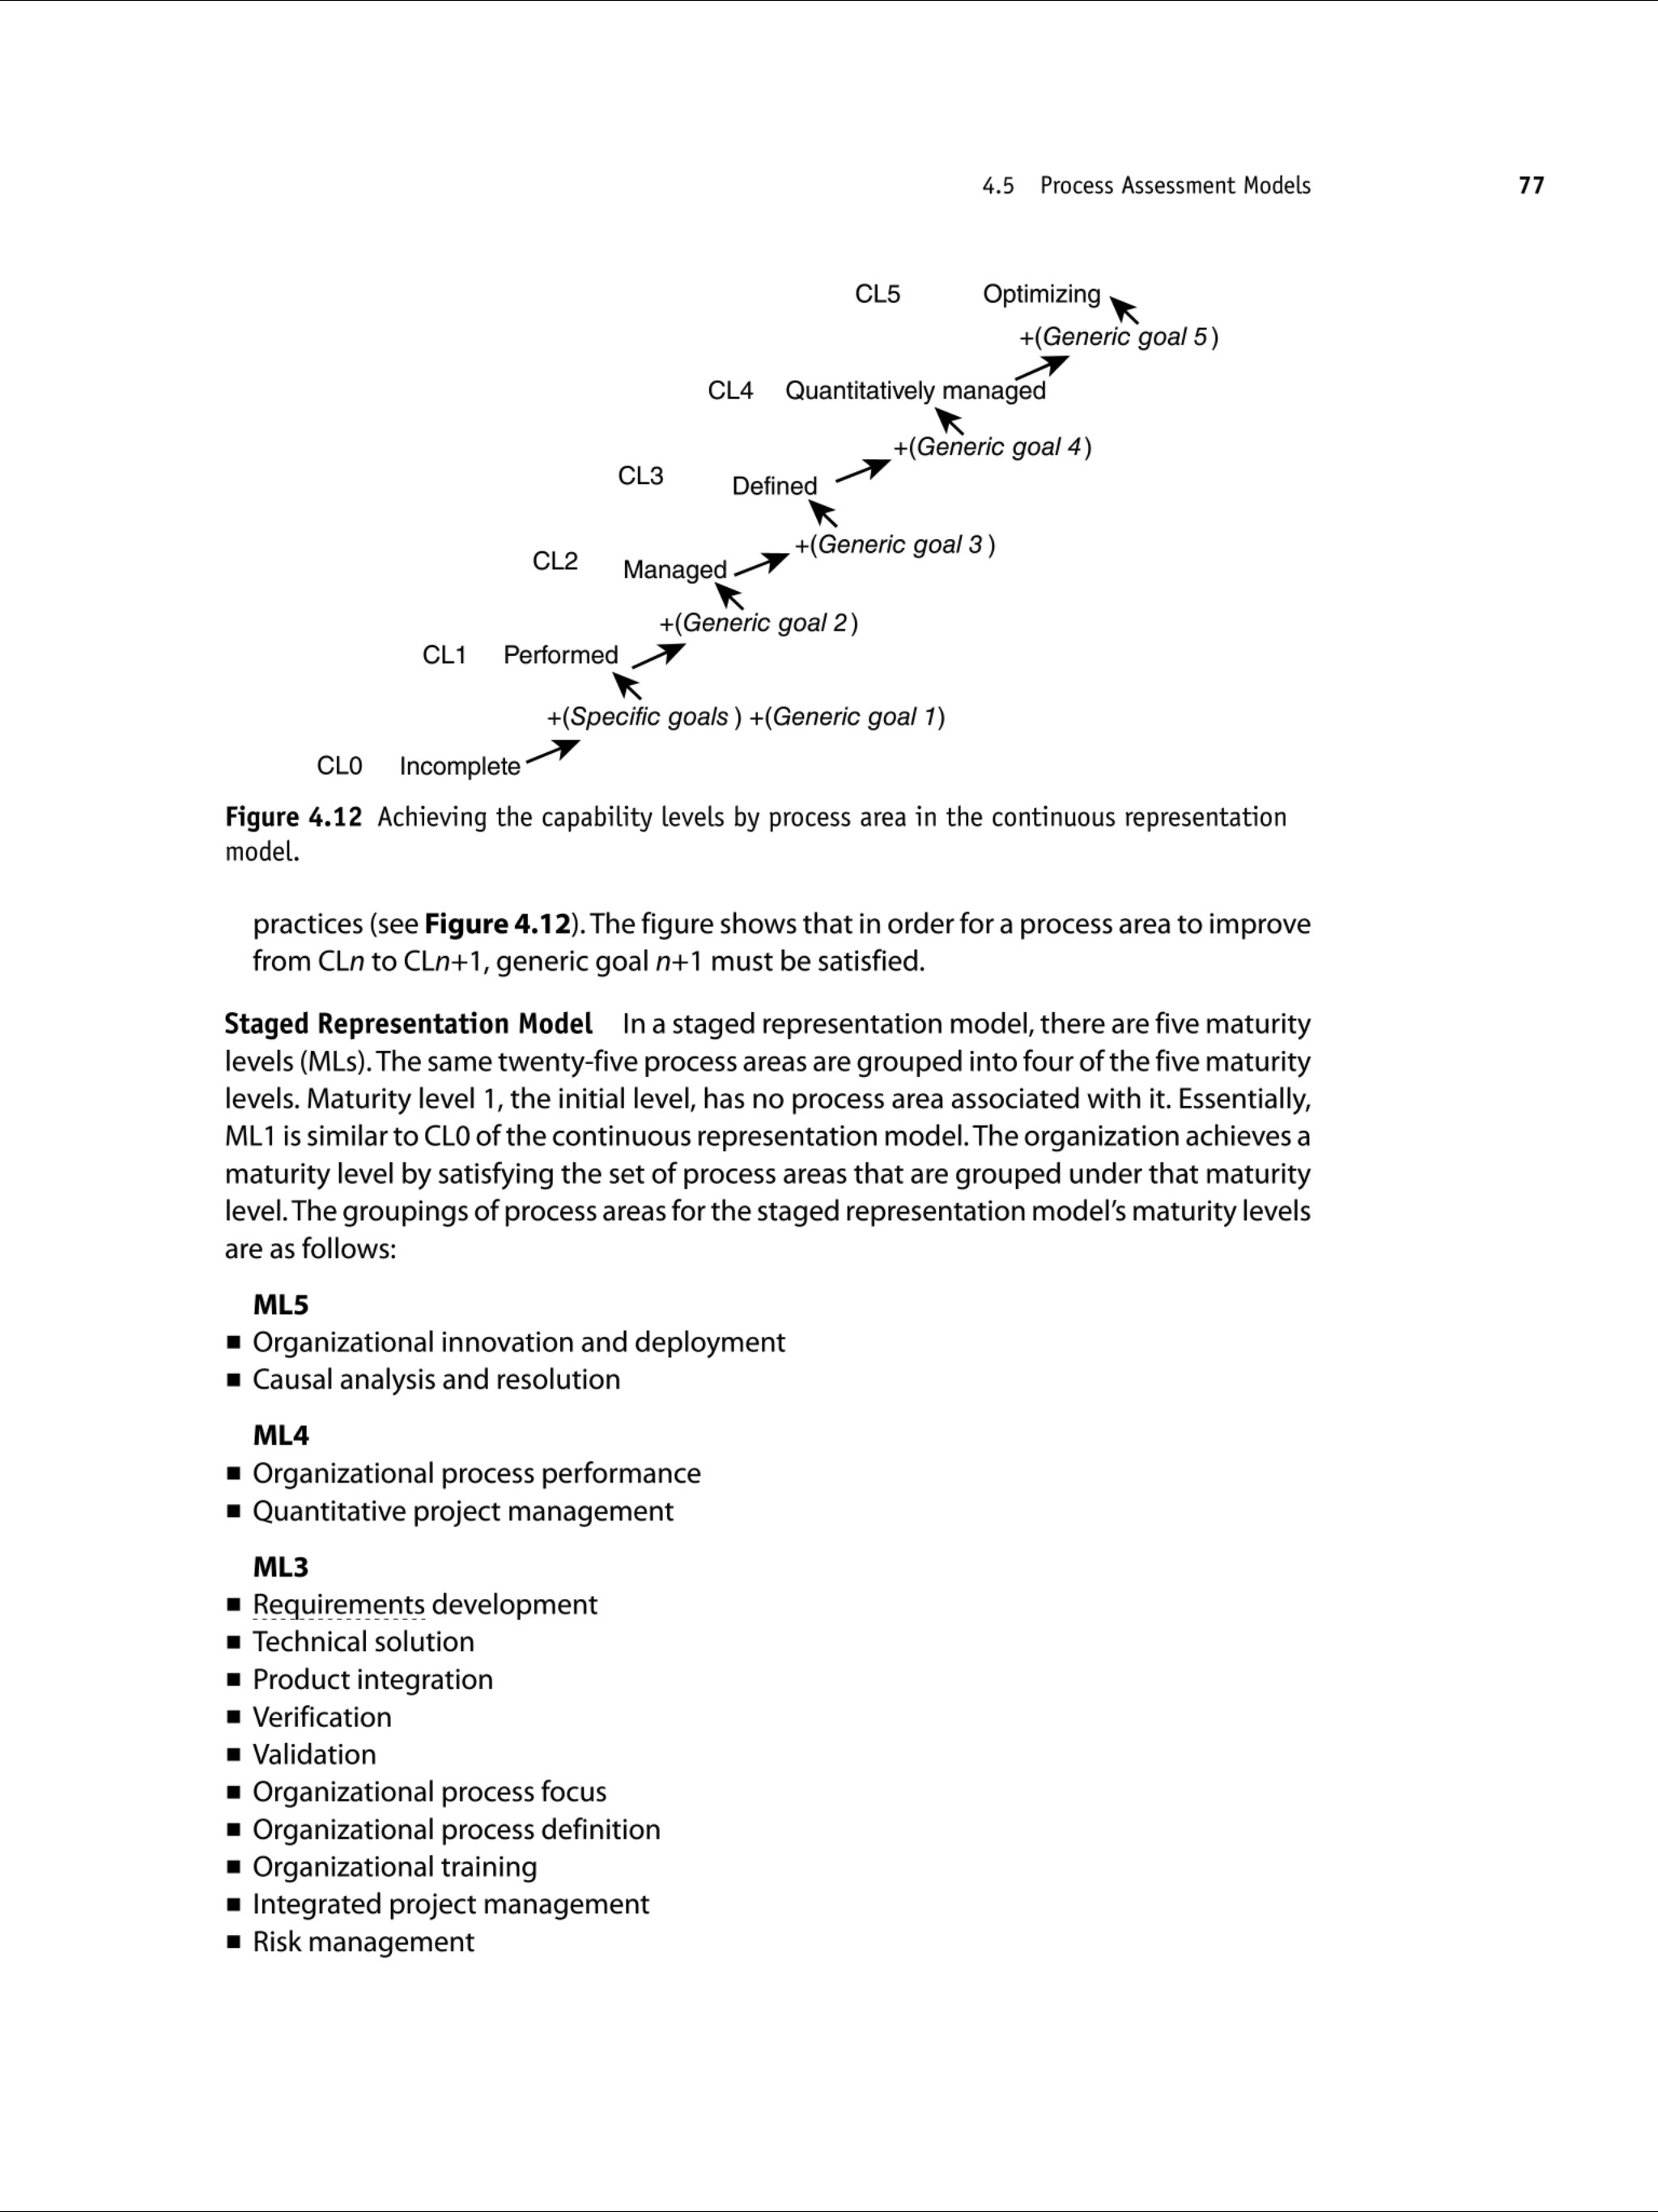 4.5 Process Assessment Models 77
CL5 Optimizing
+(Generic goal 5)
CL4 Quantitatively managed
+(Generic goal 4)
CL3 Defined
+(Generic goal 3 )
CL2 Managed
+(Generic goal 2)
CL1 Performed
+(Specific goals ) +(Generic goal 1)
CL0 Incomplete
Figure 4.12 Achieving the capability levels by process area in the continuous representation
model.
practices (see Figure 4.12). The figure shows that in order for a process area to improve
from CLn to CLn+1, generic goal n+1 must be satisfied.
Staged Representation Model In a staged representation model, there are five maturity
levels (MLs). The same twenty-five process areas are grouped into four of the five maturity
levels. Maturity level 1, the initial level, has no process area associated with it. Essentially,
ML1 is similar to CL0 of the continuous representation model. The organization achieves a
maturity level by satisfying the set of process areas that are grouped under that maturity
level. The groupings of process areas for the staged representation model’s maturity levels
are as follows:
ML5
■ Organizational innovation and deployment
■ Causal analysis and resolution
ML4
■ Organizational process performance
■ Quantitative project management
ML3
■ Requirements development
■ Technical solution
■ Product integration
■ Verification
■ Validation
■ Organizational process focus
■ Organizational process definition
■ Organizational training
■ Integrated project management
■ Risk management